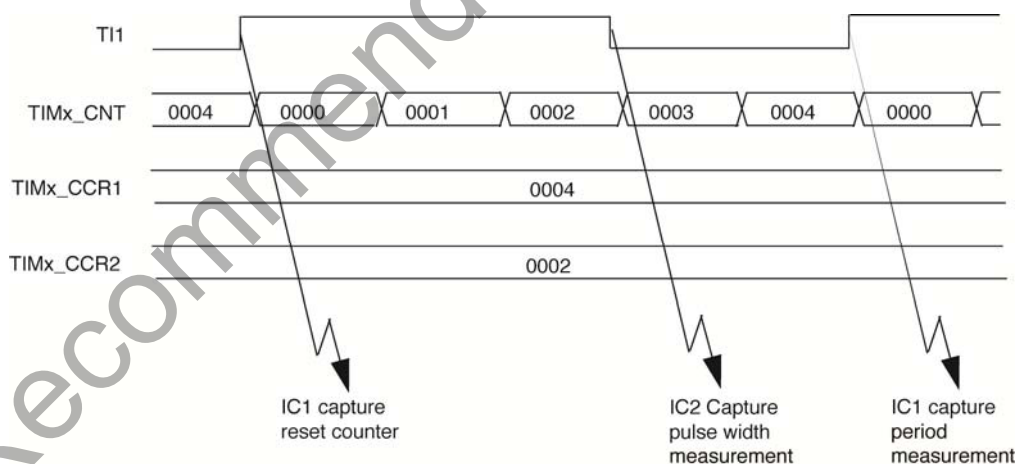 TI1
TIMx_CNT 0004 0000 0001 0002 0003 0004 0000
TIMx_CCR1 0004
TIMx_CCR2 0002
IC1 capture
reset counter
IC2 Capture
pulse width
measurement
IC1 capture
period
measurement
Recommend